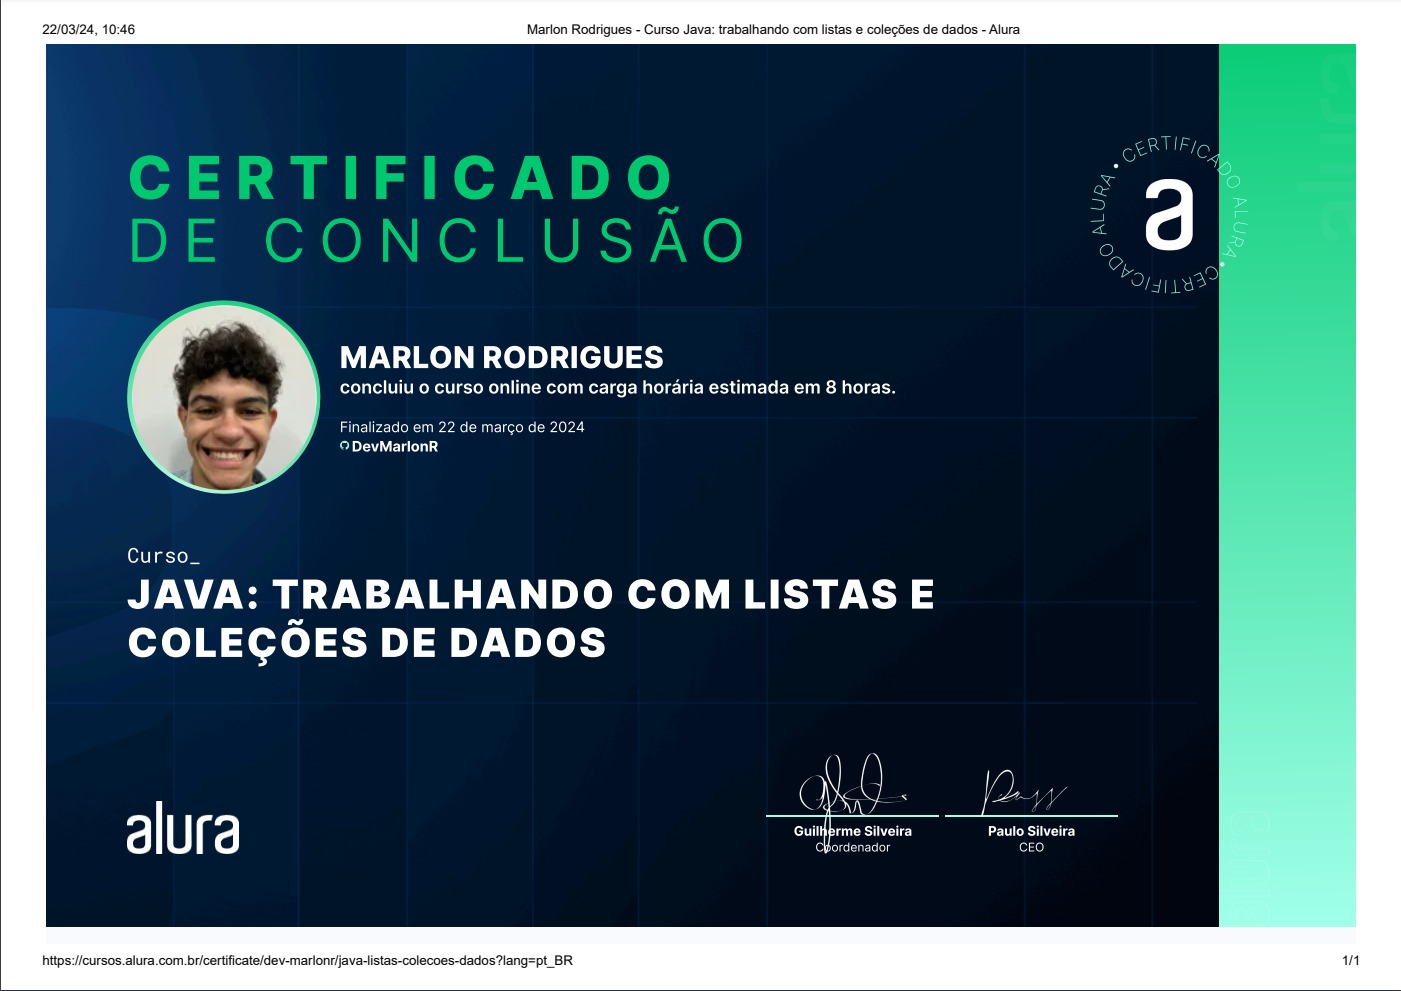 22/03/24, 10:46
Marlon Rodrigues - Curso Java: trabalhando com listas e coleções de dados - Alura
CERTIFICADO
DE CONCLUSÃO
CERTIFICADO ALURA • CERTIFICADO ALURA •
a
MARLON RODRIGUES
concluiu o curso online com carga horária estimada em 8 horas.
Finalizado em 22 de março de 2024
DevMarlonR
Curso_
JAVA: TRABALHANDO COM LISTAS E
COLEÇÕES DE DADOS
alura
Guilherme Silveira
Coordenador
Paulo Silveira
CEO
alura
alura
https://cursos.alura.com.br/certificate/dev-marlonr/java-listas-colecoes-dados?lang=pt_BR
1/1